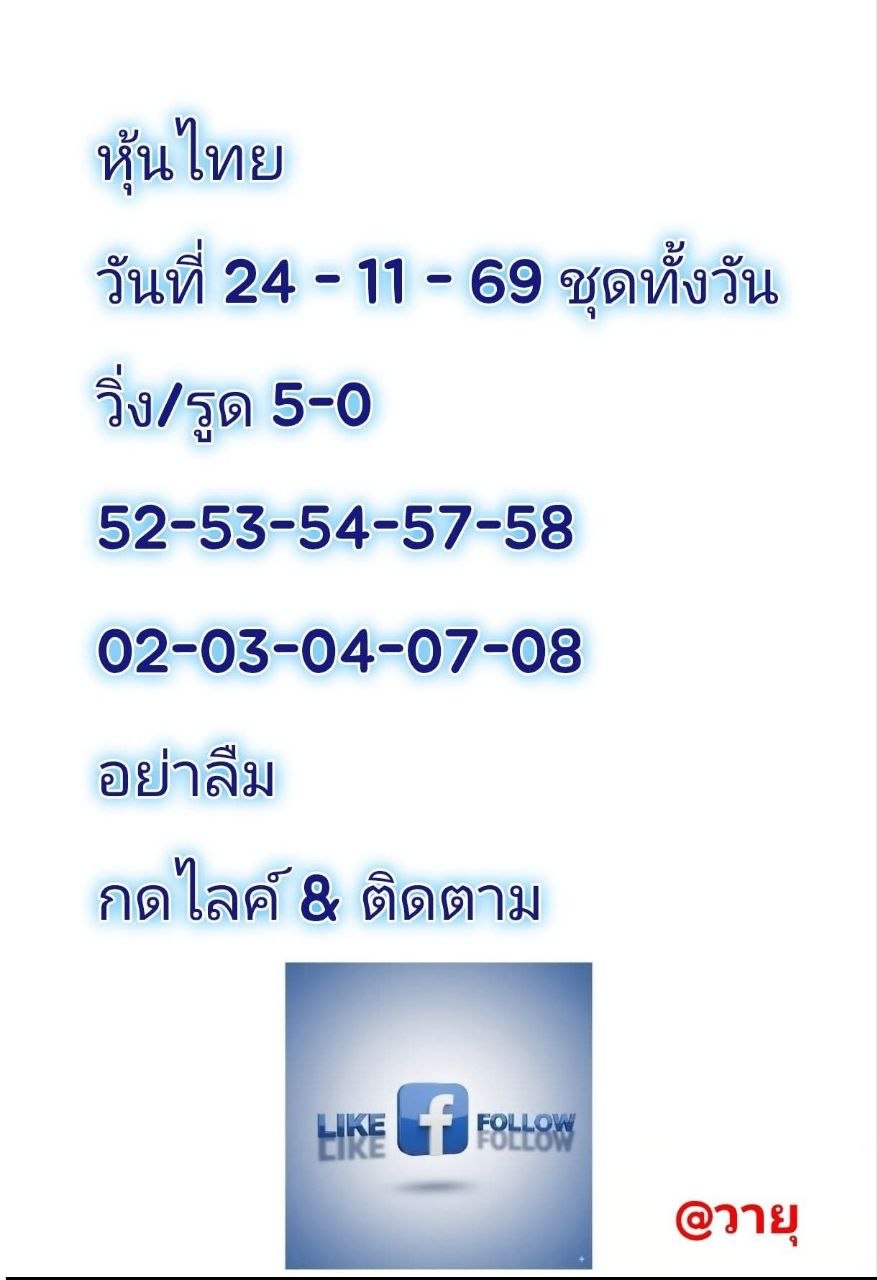 หุ้นไทย
วันที่ 24 - 11 - 69 ชุดทั้งวัน
วิ่ง/รูด 5-0
52-53-54-57-58
02-03-04-07-08
อย่าลืม
กดไลค์ & ติดตาม
LIKE f FOLLOW
@วายุ